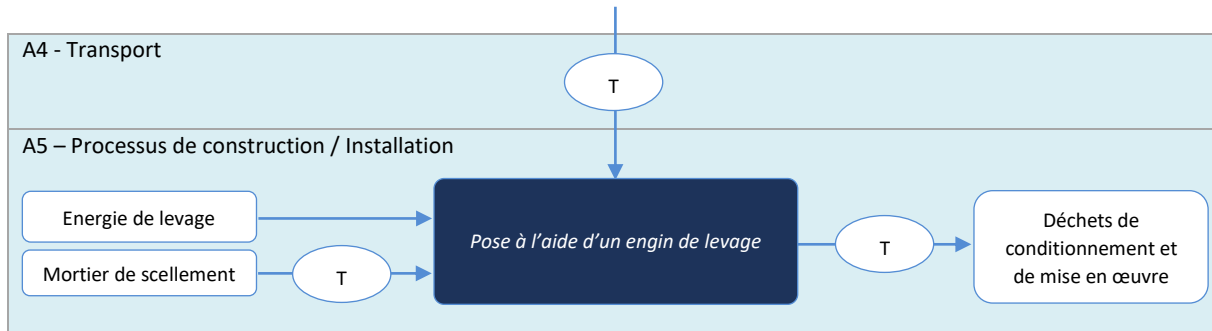 A4 - Transport
T
A5 – Processus de construction / Installation
Energie de levage
Mortier de scellement
T
Pose à l’aide d’un engin de levage
T
Déchets de
conditionnement et
de mise en œuvre